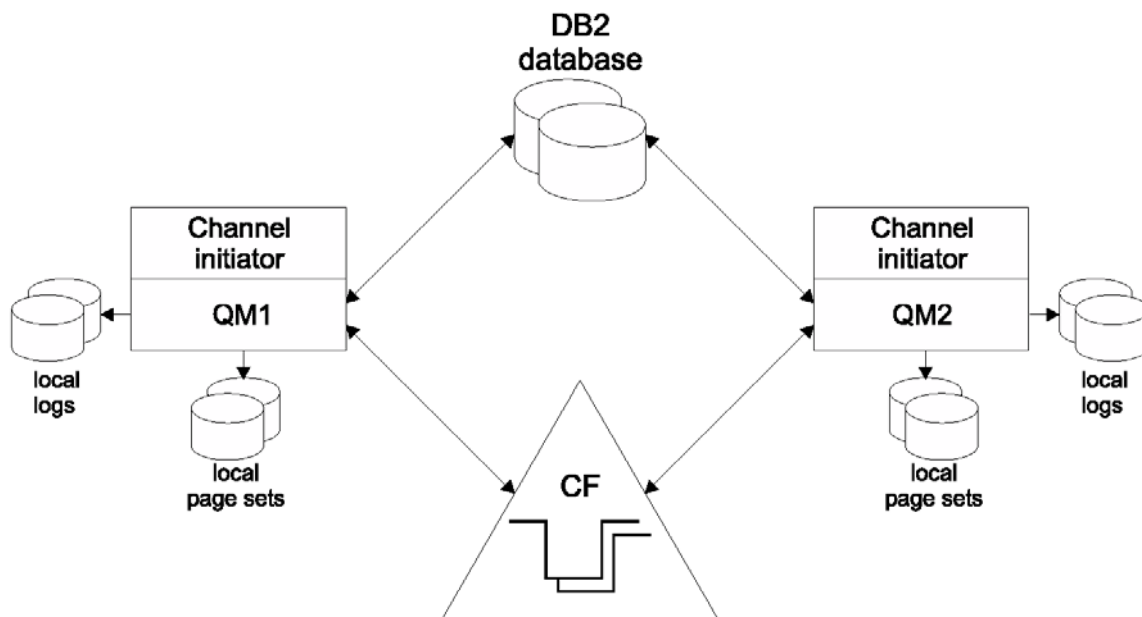 DB2
database
Channel
initiator
QM1
local
logs
local
page sets
Channel
initiator
QM2
local
logs
local
page sets
CF